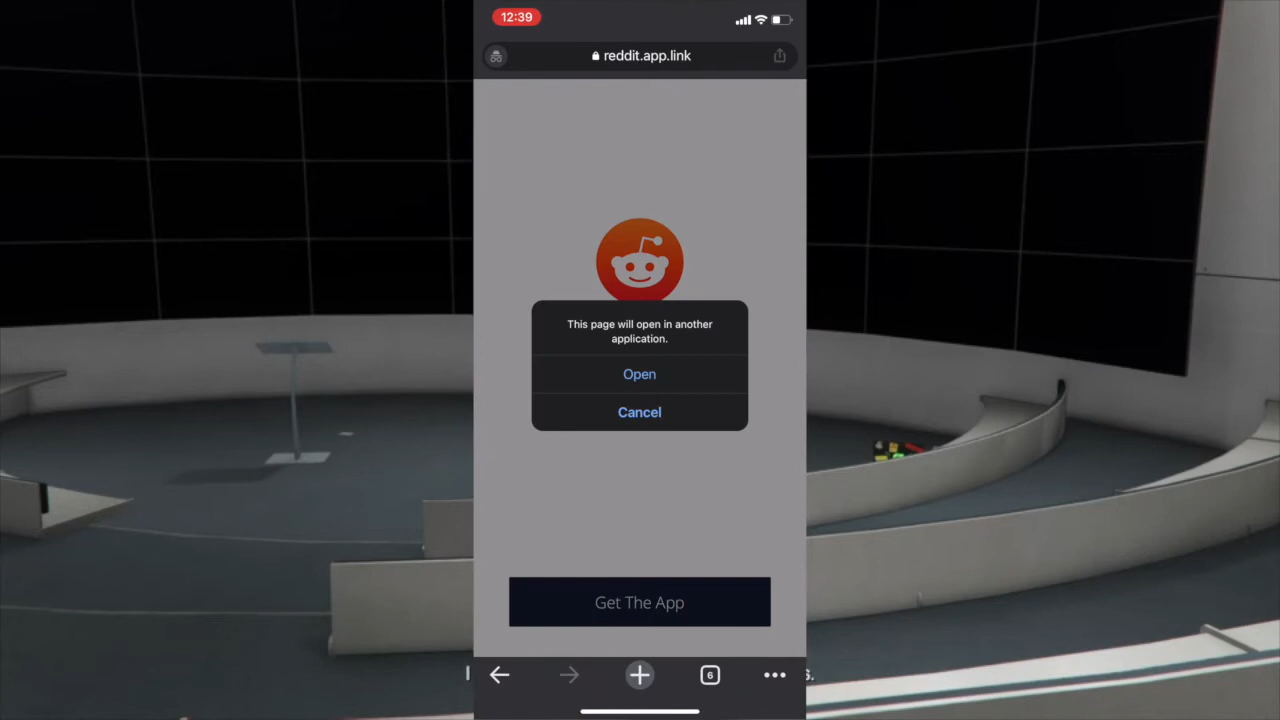 12:39
reddit.app.link
This page will open in another
application.
Open
Cancel
Get The App
6